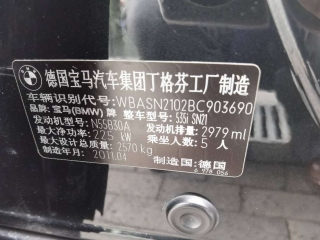 BMW
德国宝马汽车集团丁格芬工厂制造
车辆识别代号:WBASN2102BC903690
品牌:宝马(BMW)牌 整车型号:535i SN21
发动机型号:N55B30A 发动机排量:2979 ml
最大净功率:225 kW 乘坐人数:5 人
最大设计总质量:2570 kg
制造年月:2011.04 制造国:德国
6 978 056